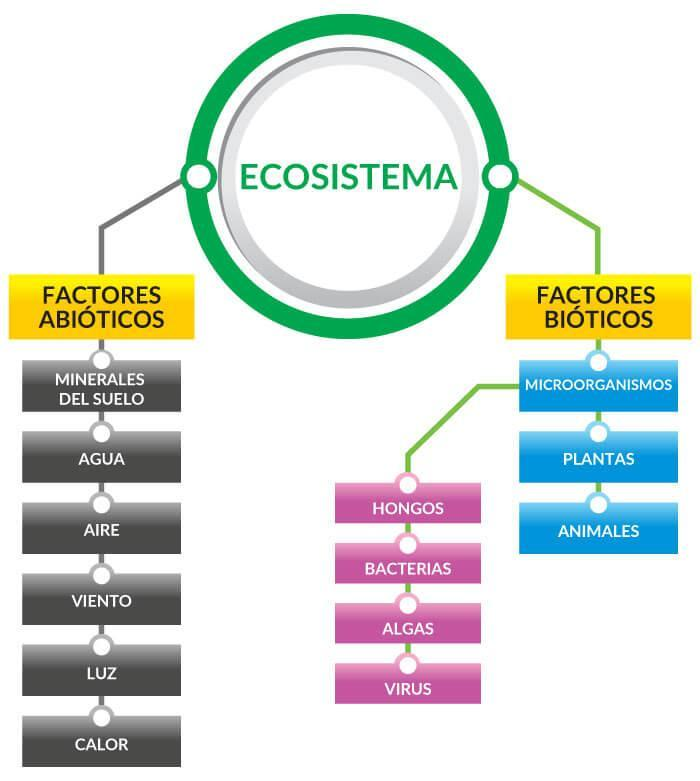 ECOSISTEMA
FACTORES
ABIÓTICOS
MINERALES
DEL SUELO
AGUA
AIRE
VIENTO
LUZ
CALOR
FACTORES
BIÓTICOS
MICROORGANISMOS
PLANTAS
ANIMALES
HONGOS
BACTERIAS
ALGAS
VIRUS